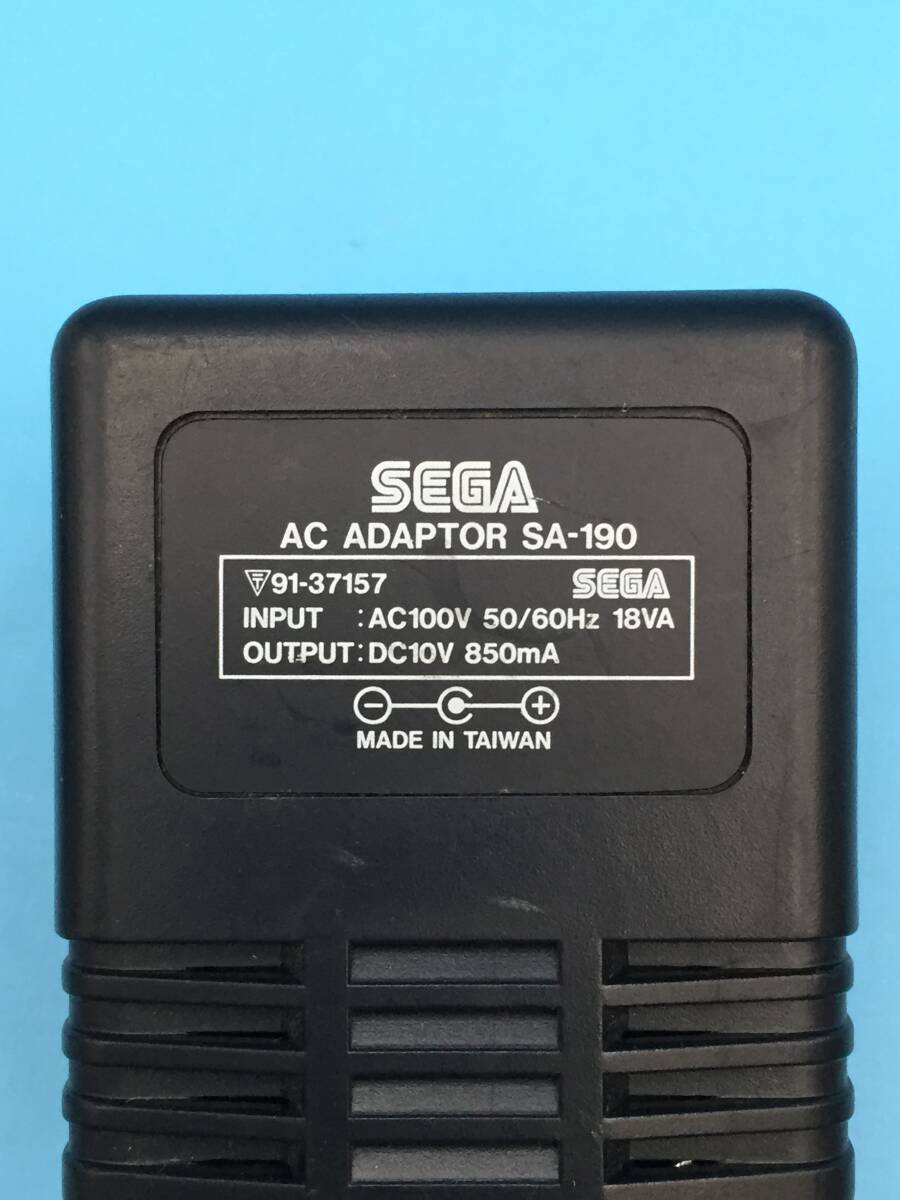 SEGA
AC ADAPTOR SA-190
T 91-37157 SEGA
INPUT : AC100V 50/60Hz 18VA
OUTPUT : DC10V 850mA
- +
MADE IN TAIWAN